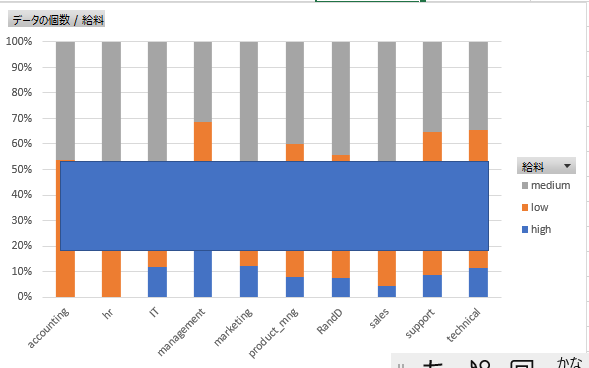 データの個数 / 給料
100%
90%
80%
70%
60%
50%
40%
30%
20%
10%
0%
accounting
hr
IT
management
marketing
product_mng
RandD
sales
support
technical
給料
medium
low
high
かな